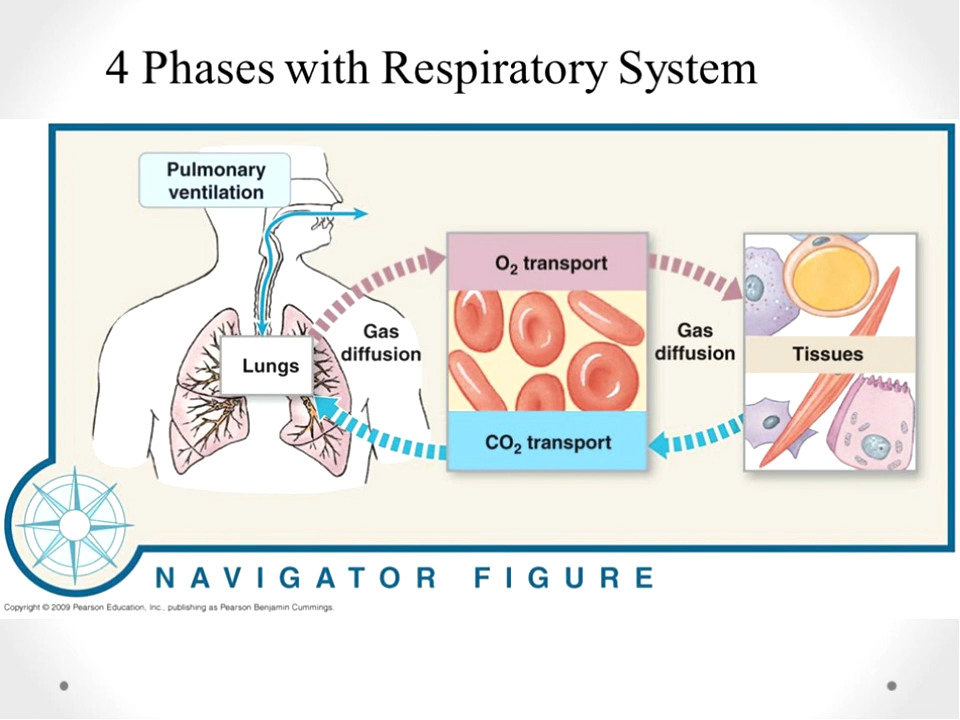 4 Phases with Respiratory System
Pulmonary
ventilation
O2 transport
Gas
diffusion
Lungs
Gas
diffusion
Tissues
CO2 transport
NAVIGATOR FIGURE
Copyright © 2009 Pearson Education, Inc., publishing as Pearson Benjamin Cummings.